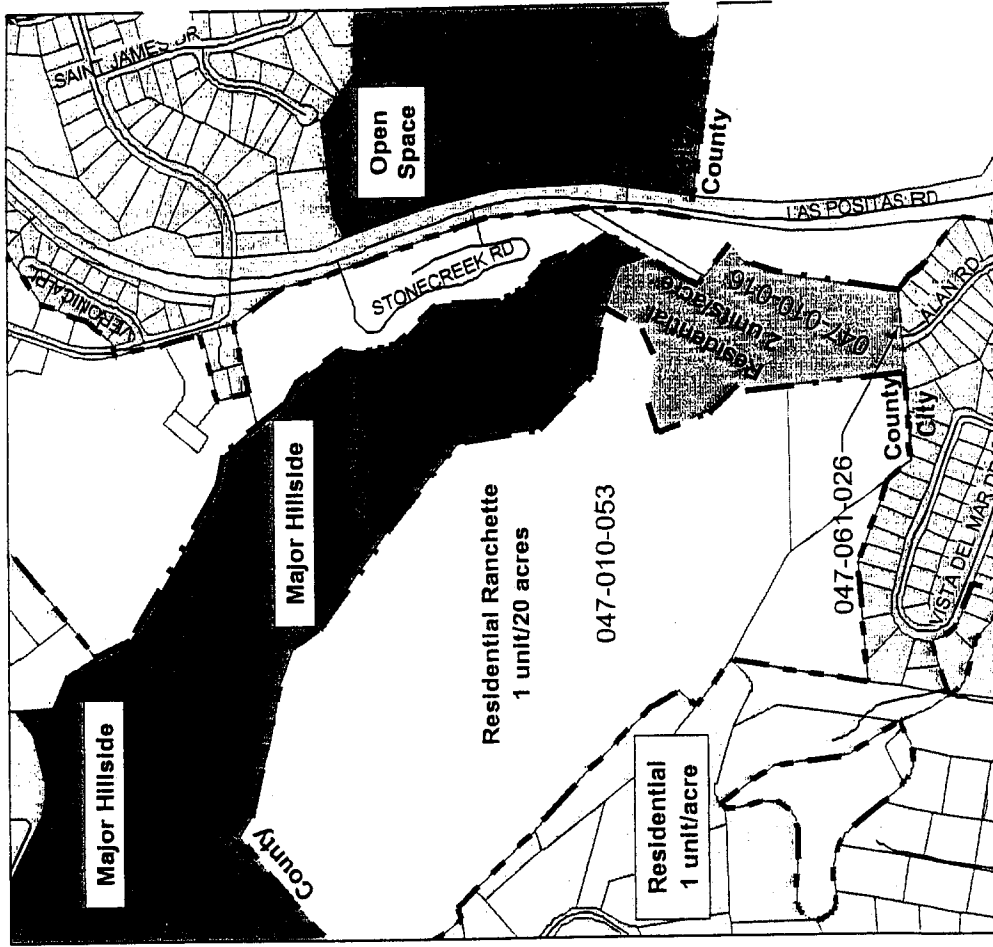 SAINT JAMES DR
Open
Space
County
LAS POSITAS RD
STONECREEK RD
Major Hillside
Major Hillside
Residential
2 units/acre
047-010-016
ALAN RD
County
City
Residential Ranchette
1 unit/20 acres
047-010-053
047-061-026
VISTA DEL MAR
County
Residential
1 unit/acre